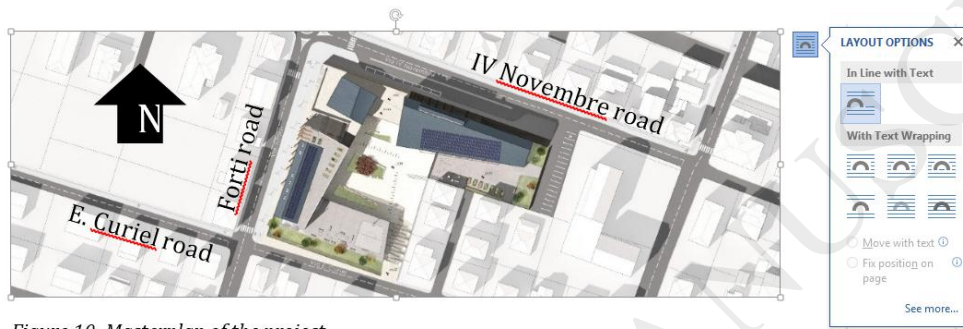 N
Forti road
E. Curiel road
IV Novembre road
LAYOUT OPTIONS
In Line with Text
With Text Wrapping
Move with text
Fix position on
page
See more...
Figure 10. Masterplan of the project